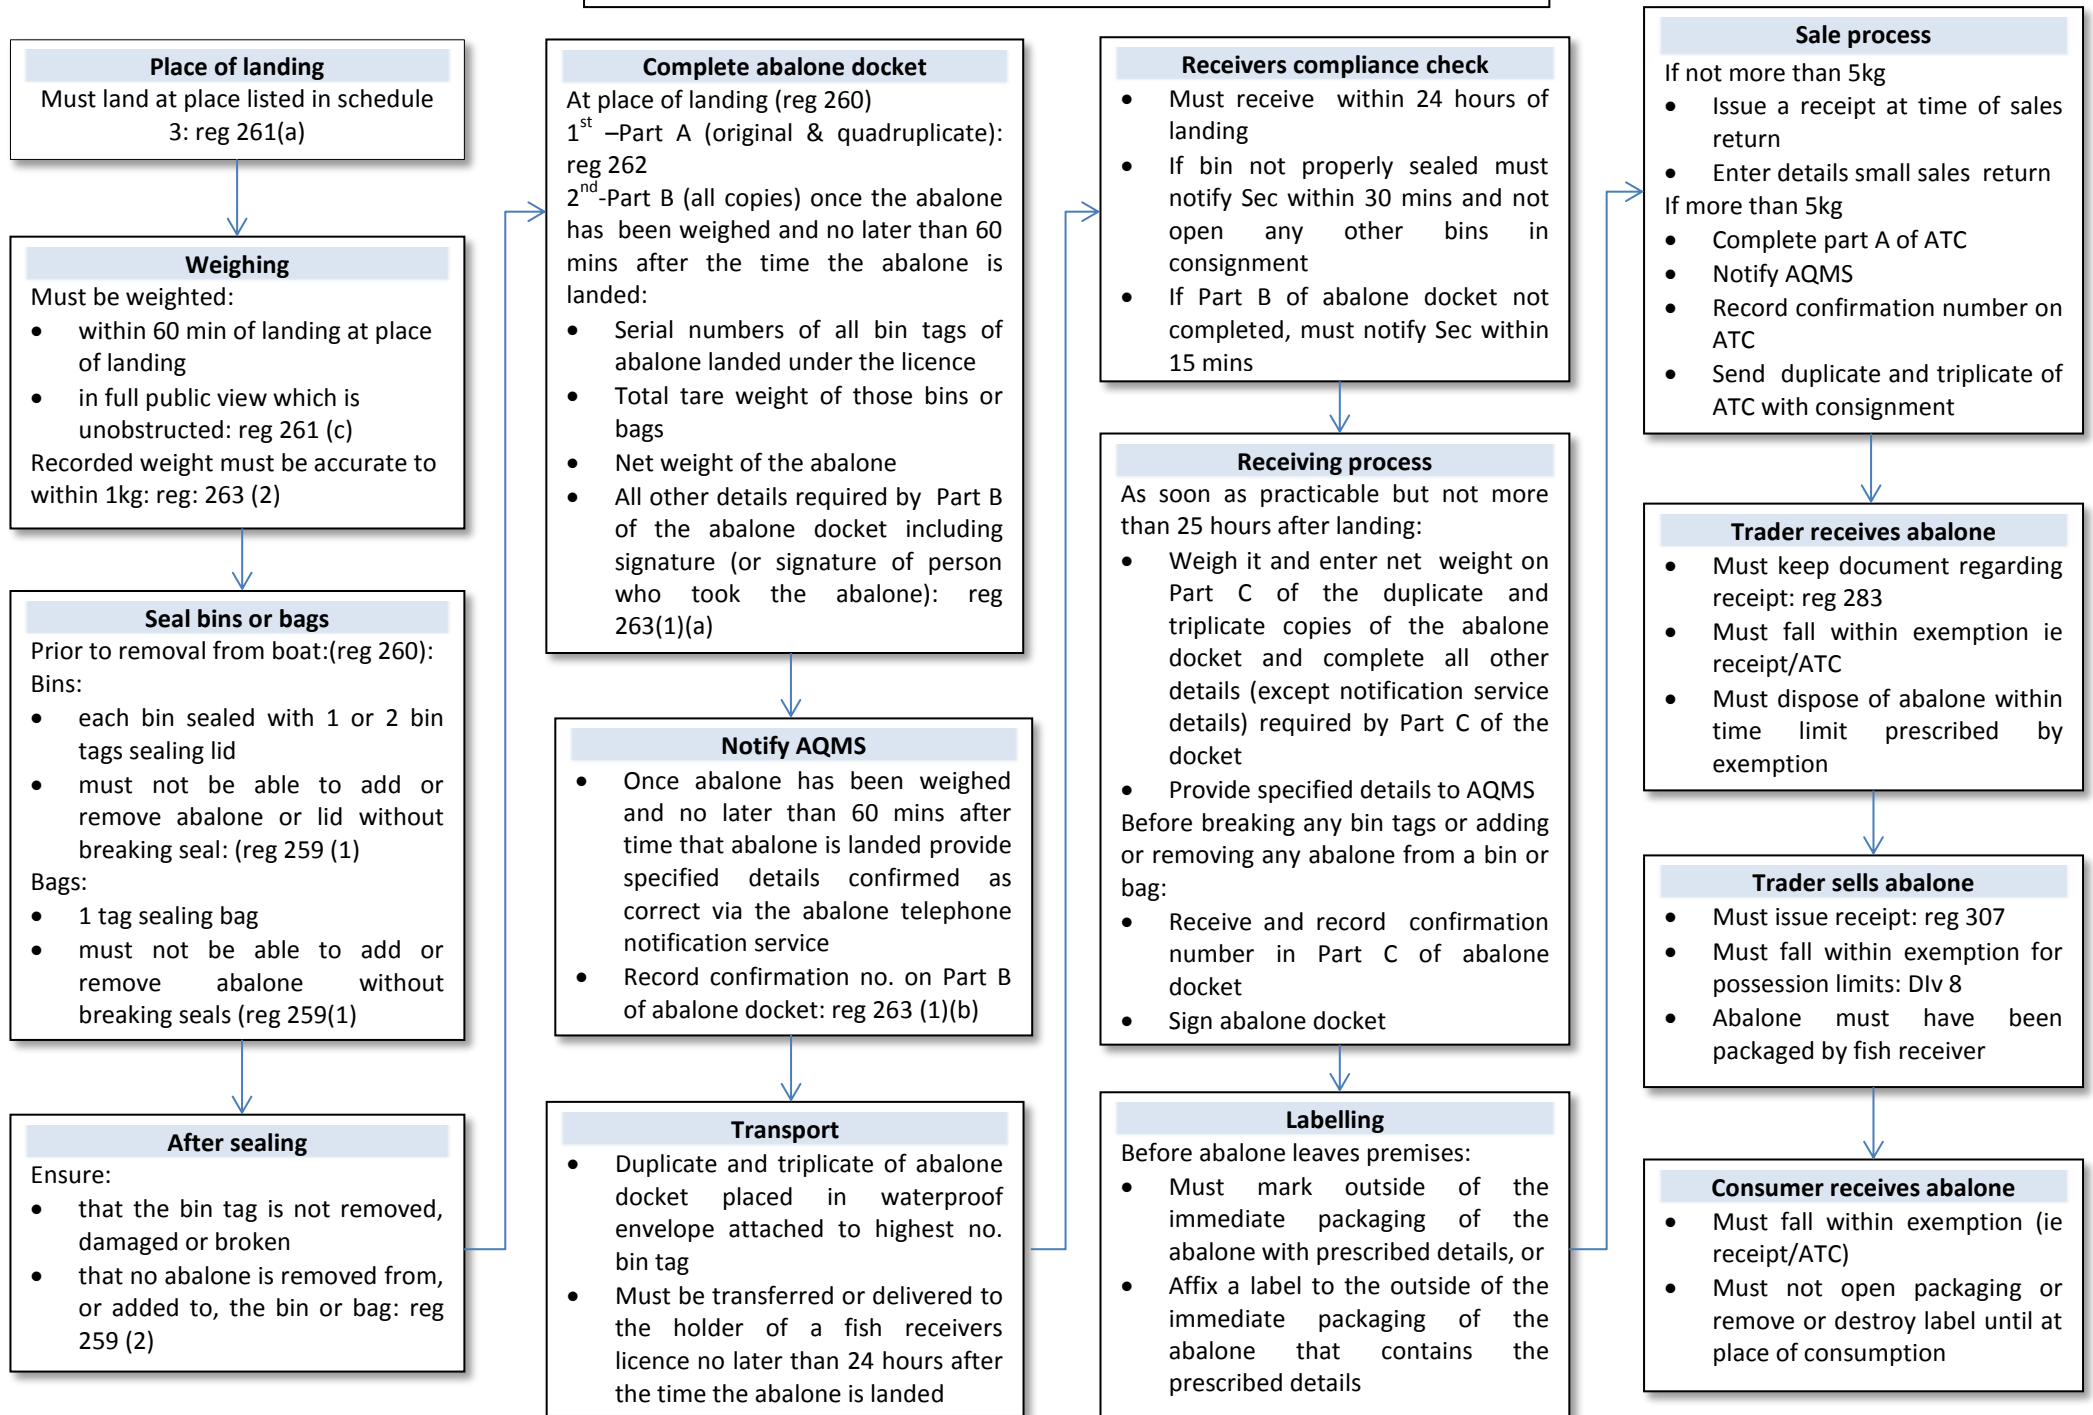 Place of landing
Must land at place listed in schedule
3: reg 261(a)
Weighing
Must be weighted:
• within 60 min of landing at place
of landing
• in full public view which is
unobstructed: reg 261 (c)
Recorded weight must be accurate to
within 1kg: reg: 263 (2)
Seal bins or bags
Prior to removal from boat:(reg 260):
Bins:
• each bin sealed with 1 or 2 bin
tags sealing lid
• must not be able to add or
remove abalone or lid without
breaking seal: (reg 259 (1)
Bags:
• 1 tag sealing bag
• must not be able to add or
remove abalone without
breaking seals (reg 259(1)
After sealing
Ensure:
• that the bin tag is not removed,
damaged or broken
• that no abalone is removed from,
or added to, the bin or bag: reg
259 (2)
Complete abalone docket
At place of landing (reg 260)
1st –Part A (original & quadruplicate):
reg 262
2nd-Part B (all copies) once the abalone
has been weighed and no later than 60
mins after the time the abalone is
landed:
• Serial numbers of all bin tags of
abalone landed under the licence
• Total tare weight of those bins or
bags
• Net weight of the abalone
• All other details required by Part B
of the abalone docket including
signature (or signature of person
who took the abalone): reg
263(1)(a)
Notify AQMS
• Once abalone has been weighed
and no later than 60 mins after
time that abalone is landed provide
specified details confirmed as
correct via the abalone telephone
notification service
• Record confirmation no. on Part B
of abalone docket: reg 263 (1)(b)
Transport
• Duplicate and triplicate of abalone
docket placed in waterproof
envelope attached to highest no.
bin tag
• Must be transferred or delivered to
the holder of a fish receivers
licence no later than 24 hours after
the time the abalone is landed
Receivers compliance check
• Must receive within 24 hours of
landing
• If bin not properly sealed must
notify Sec within 30 mins and not
open any other bins in
consignment
• If Part B of abalone docket not
completed, must notify Sec within
15 mins
Receiving process
As soon as practicable but not more
than 25 hours after landing:
• Weigh it and enter net weight on
Part C of the duplicate and
triplicate copies of the abalone
docket and complete all other
details (except notification service
details) required by Part C of the
docket
• Provide specified details to AQMS
Before breaking any bin tags or adding
or removing any abalone from a bin or
bag:
• Receive and record confirmation
number in Part C of abalone
docket
• Sign abalone docket
Labelling
Before abalone leaves premises:
• Must mark outside of the
immediate packaging of the
abalone with prescribed details, or
• Affix a label to the outside of the
immediate packaging of the
abalone that contains the
prescribed details
Sale process
If not more than 5kg
• Issue a receipt at time of sales
return
• Enter details small sales return
If more than 5kg
• Complete part A of ATC
• Notify AQMS
• Record confirmation number on
ATC
• Send duplicate and triplicate of
ATC with consignment
Trader receives abalone
• Must keep document regarding
receipt: reg 283
• Must fall within exemption ie
receipt/ATC
• Must dispose of abalone within
time limit prescribed by
exemption
Trader sells abalone
• Must issue receipt: reg 307
• Must fall within exemption for
possession limits: DIv 8
• Abalone must have been
packaged by fish receiver
Consumer receives abalone
• Must fall within exemption (ie
receipt/ATC)
• Must not open packaging or
remove or destroy label until at
place of consumption